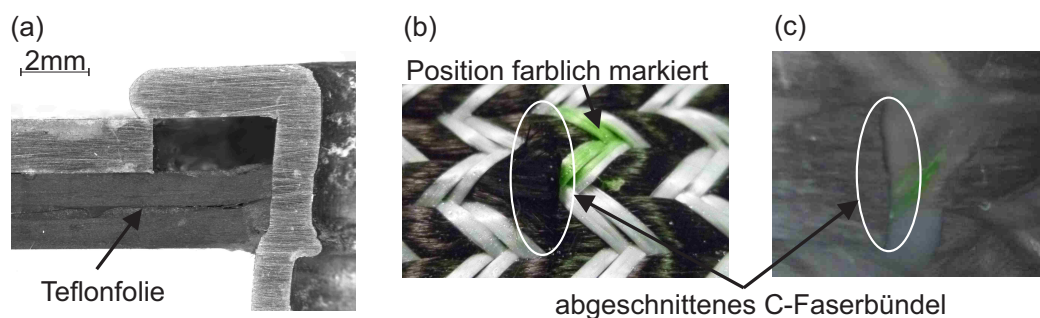 (a)
2mm
Teflonfolie
(b)
Position farblich markiert
(c)
abgeschnittenes C-Faserbündel